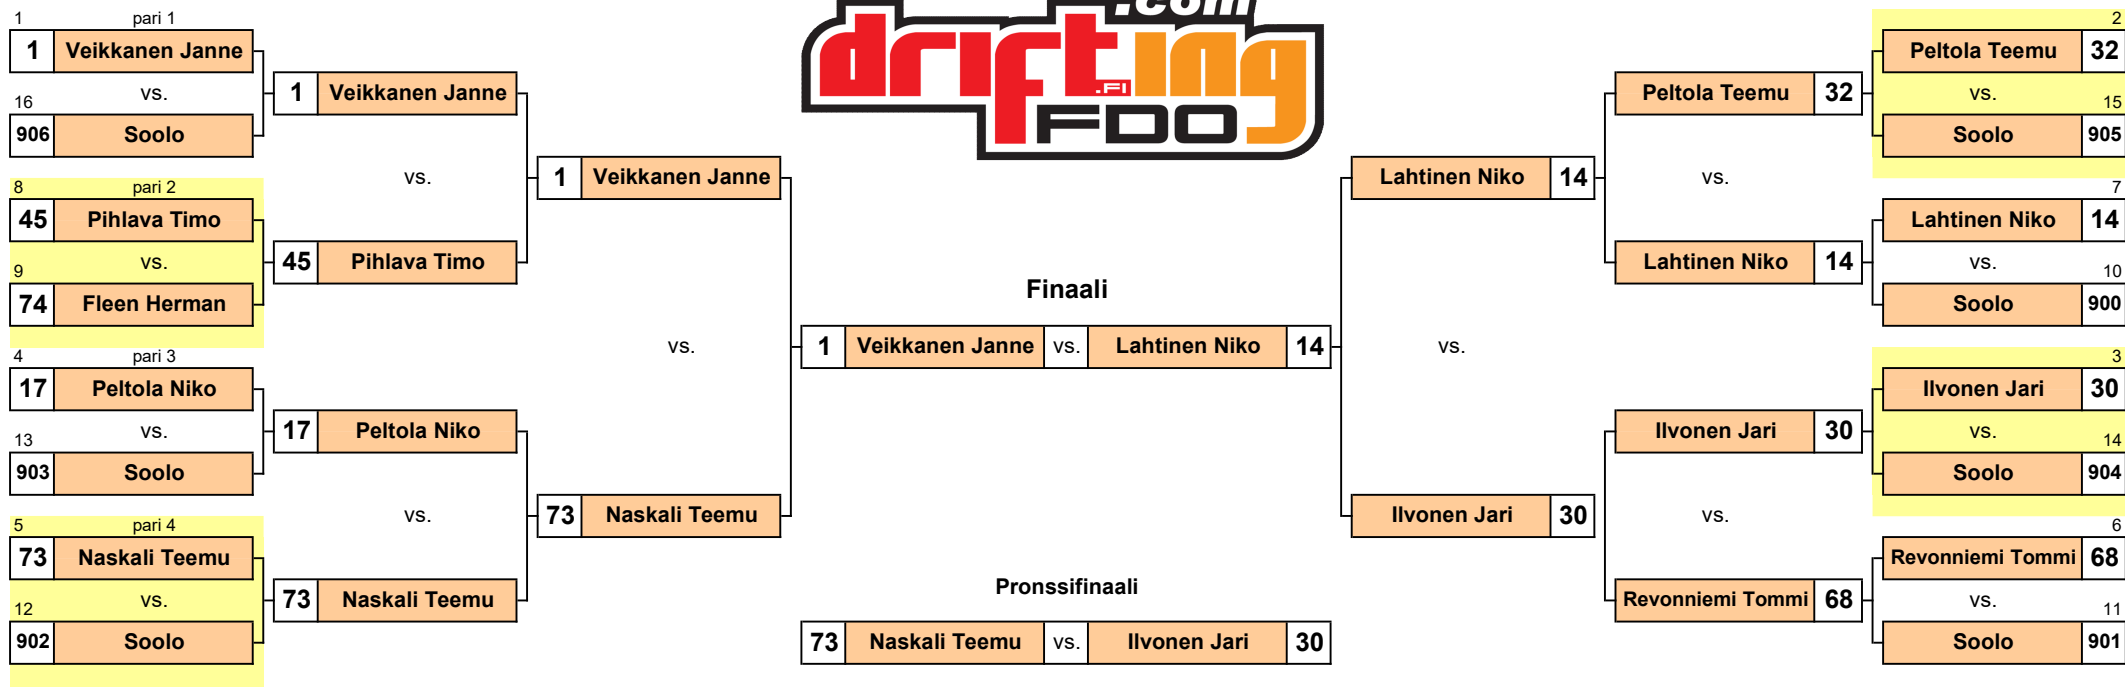 .com
drifting
.FI
FDO
1 pari 1
1 Veikkanen Janne
vs.
16
906 Soolo
8 pari 2
45 Pihlava Timo
vs.
9
74 Fleen Herman
4 pari 3
17 Peltola Niko
vs.
13
903 Soolo
5 pari 4
73 Naskali Teemu
vs.
12
902 Soolo
1 Veikkanen Janne
vs.
45 Pihlava Timo
17 Peltola Niko
vs.
73 Naskali Teemu
1 Veikkanen Janne
vs.
73 Naskali Teemu
Finaali
1 Veikkanen Janne vs. Lahtinen Niko 14
Pronssifinaali
73 Naskali Teemu vs. Ilvonen Jari 30
Lahtinen Niko 14
vs.
Ilvonen Jari 30
Peltola Teemu 32
vs.
Lahtinen Niko 14
Ilvonen Jari 30
vs.
Revonniemi Tommi 68
2
Peltola Teemu 32
vs.
15
Soolo 905
7
Lahtinen Niko 14
vs.
10
Soolo 900
3
Ilvonen Jari 30
vs.
14
Soolo 904
6
Revonniemi Tommi 68
vs.
11
Soolo 901